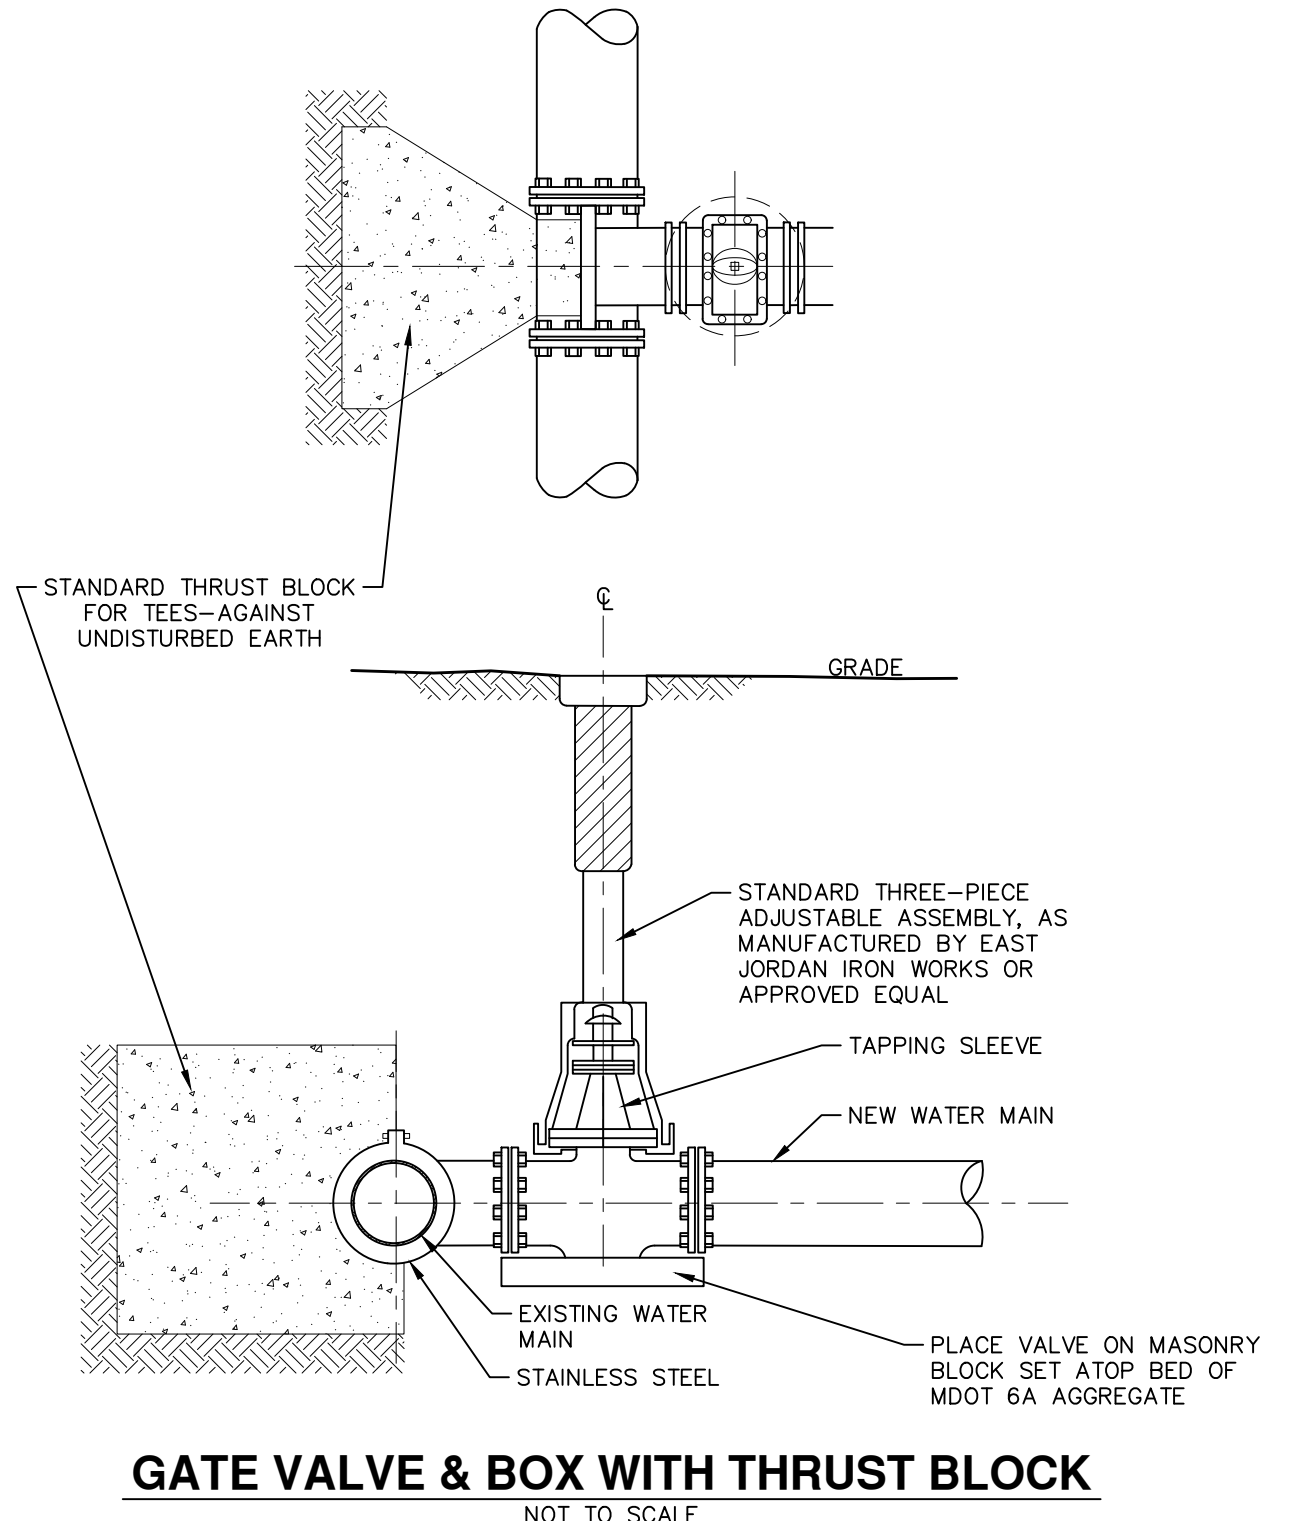 STANDARD THRUST BLOCK
FOR TEES-AGAINST
UNDISTURBED EARTH
℄
GRADE
STANDARD THREE-PIECE
ADJUSTABLE ASSEMBLY, AS
MANUFACTURED BY EAST
JORDAN IRON WORKS OR
APPROVED EQUAL
TAPPING SLEEVE
NEW WATER MAIN
EXISTING WATER
MAIN
STAINLESS STEEL
PLACE VALVE ON MASONRY
BLOCK SET ATOP BED OF
MDOT 6A AGGREGATE
GATE VALVE & BOX WITH THRUST BLOCK
NOT TO SCALE